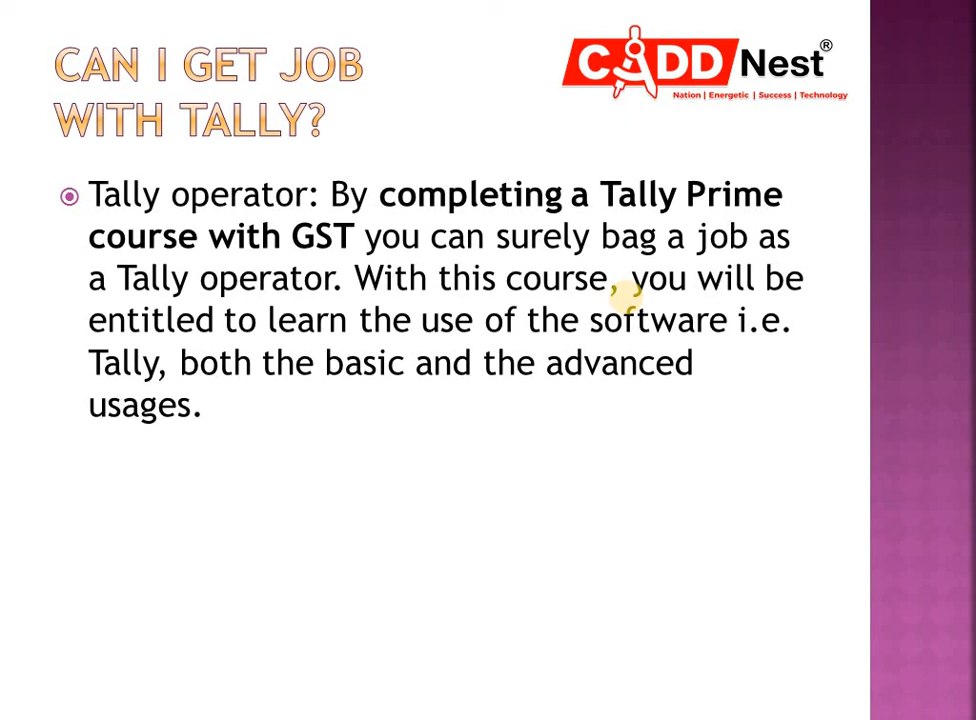 CAN I GET JOB
WITH TALLY?
CADD Nest®
Nation | Energetic | Success | Technology
Tally operator: By completing a Tally Prime
course with GST you can surely bag a job as
a Tally operator. With this course, you will be
entitled to learn the use of the software i.e.
Tally, both the basic and the advanced
usages.